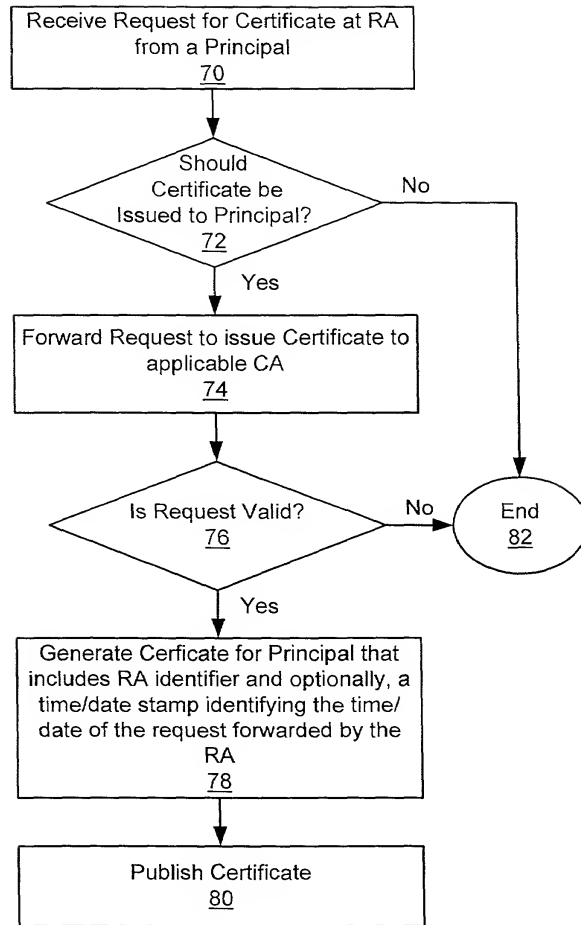 Receive Request for Certificate at RA
from a Principal
70
Should
Certificate be
Issued to Principal?
72
No
Yes
Forward Request to issue Certificate to
applicable CA
74
Is Request Valid?
76
No
End
82
Yes
Generate Cerficate for Principal that
includes RA identifier and optionally, a
time/date stamp identifying the time/
date of the request forwarded by the
RA
78
Publish Certificate
80